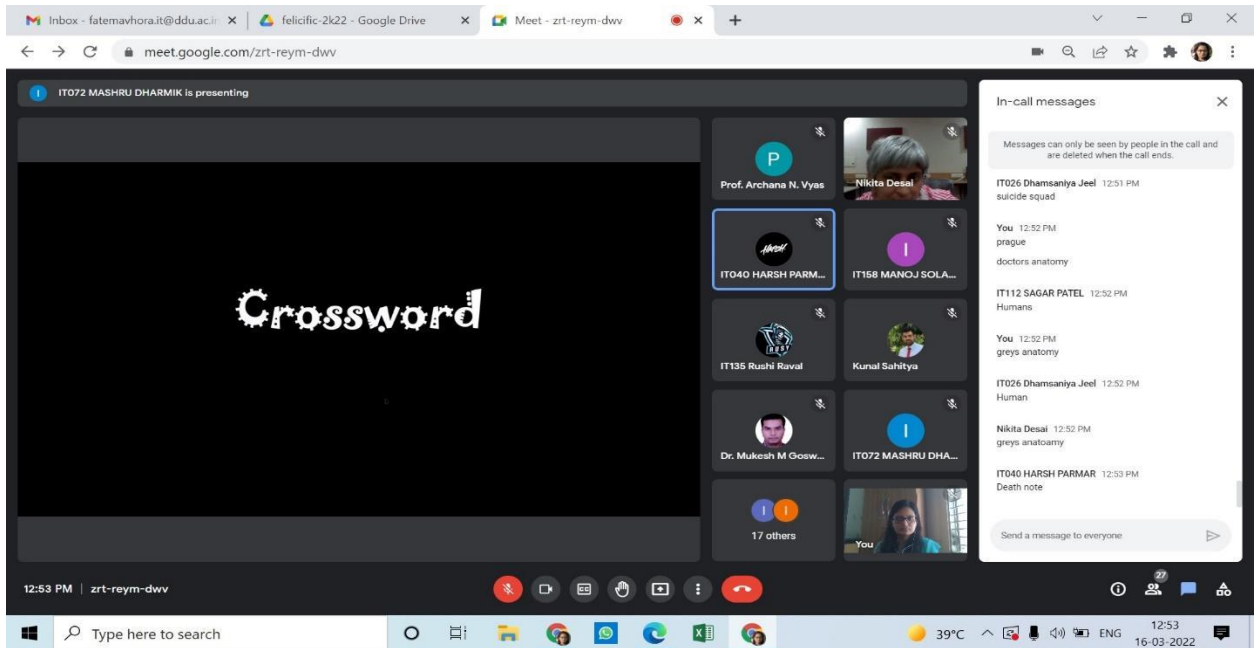 Inbox - fatemavhora.it@ddu.ac.in
felicific-2k22 - Google Drive
Meet - zrt-reym-dwv
meet.google.com/zrt-reym-dwv
I
IT072 MASHRU DHARMIK is presenting
Crossword
P
Prof. Archana N. Vyas
Nikita Desai
HARSH
IT040 HARSH PARM...
I
IT158 MANOJ SOLA...
IT135 Rushi Raval
Kunal Sahitya
Dr. Mukesh M Gosw...
I
IT072 MASHRU DHA...
I I
17 others
You
In-call messages
Messages can only be seen by people in the call and
are deleted when the call ends.
IT026 Dhamsaniya Jeel 12:51 PM
suicide squad
You 12:52 PM
prague
doctors anatomy
IT112 SAGAR PATEL 12:52 PM
Humans
You 12:52 PM
greys anatomy
IT026 Dhamsaniya Jeel 12:52 PM
Human
Nikita Desai 12:52 PM
greys anatoamy
IT040 HARSH PARMAR 12:53 PM
Death note
Send a message to everyone
12:53 PM | zrt-reym-dwv
27
Type here to search
39°C
ENG
12:53
16-03-2022